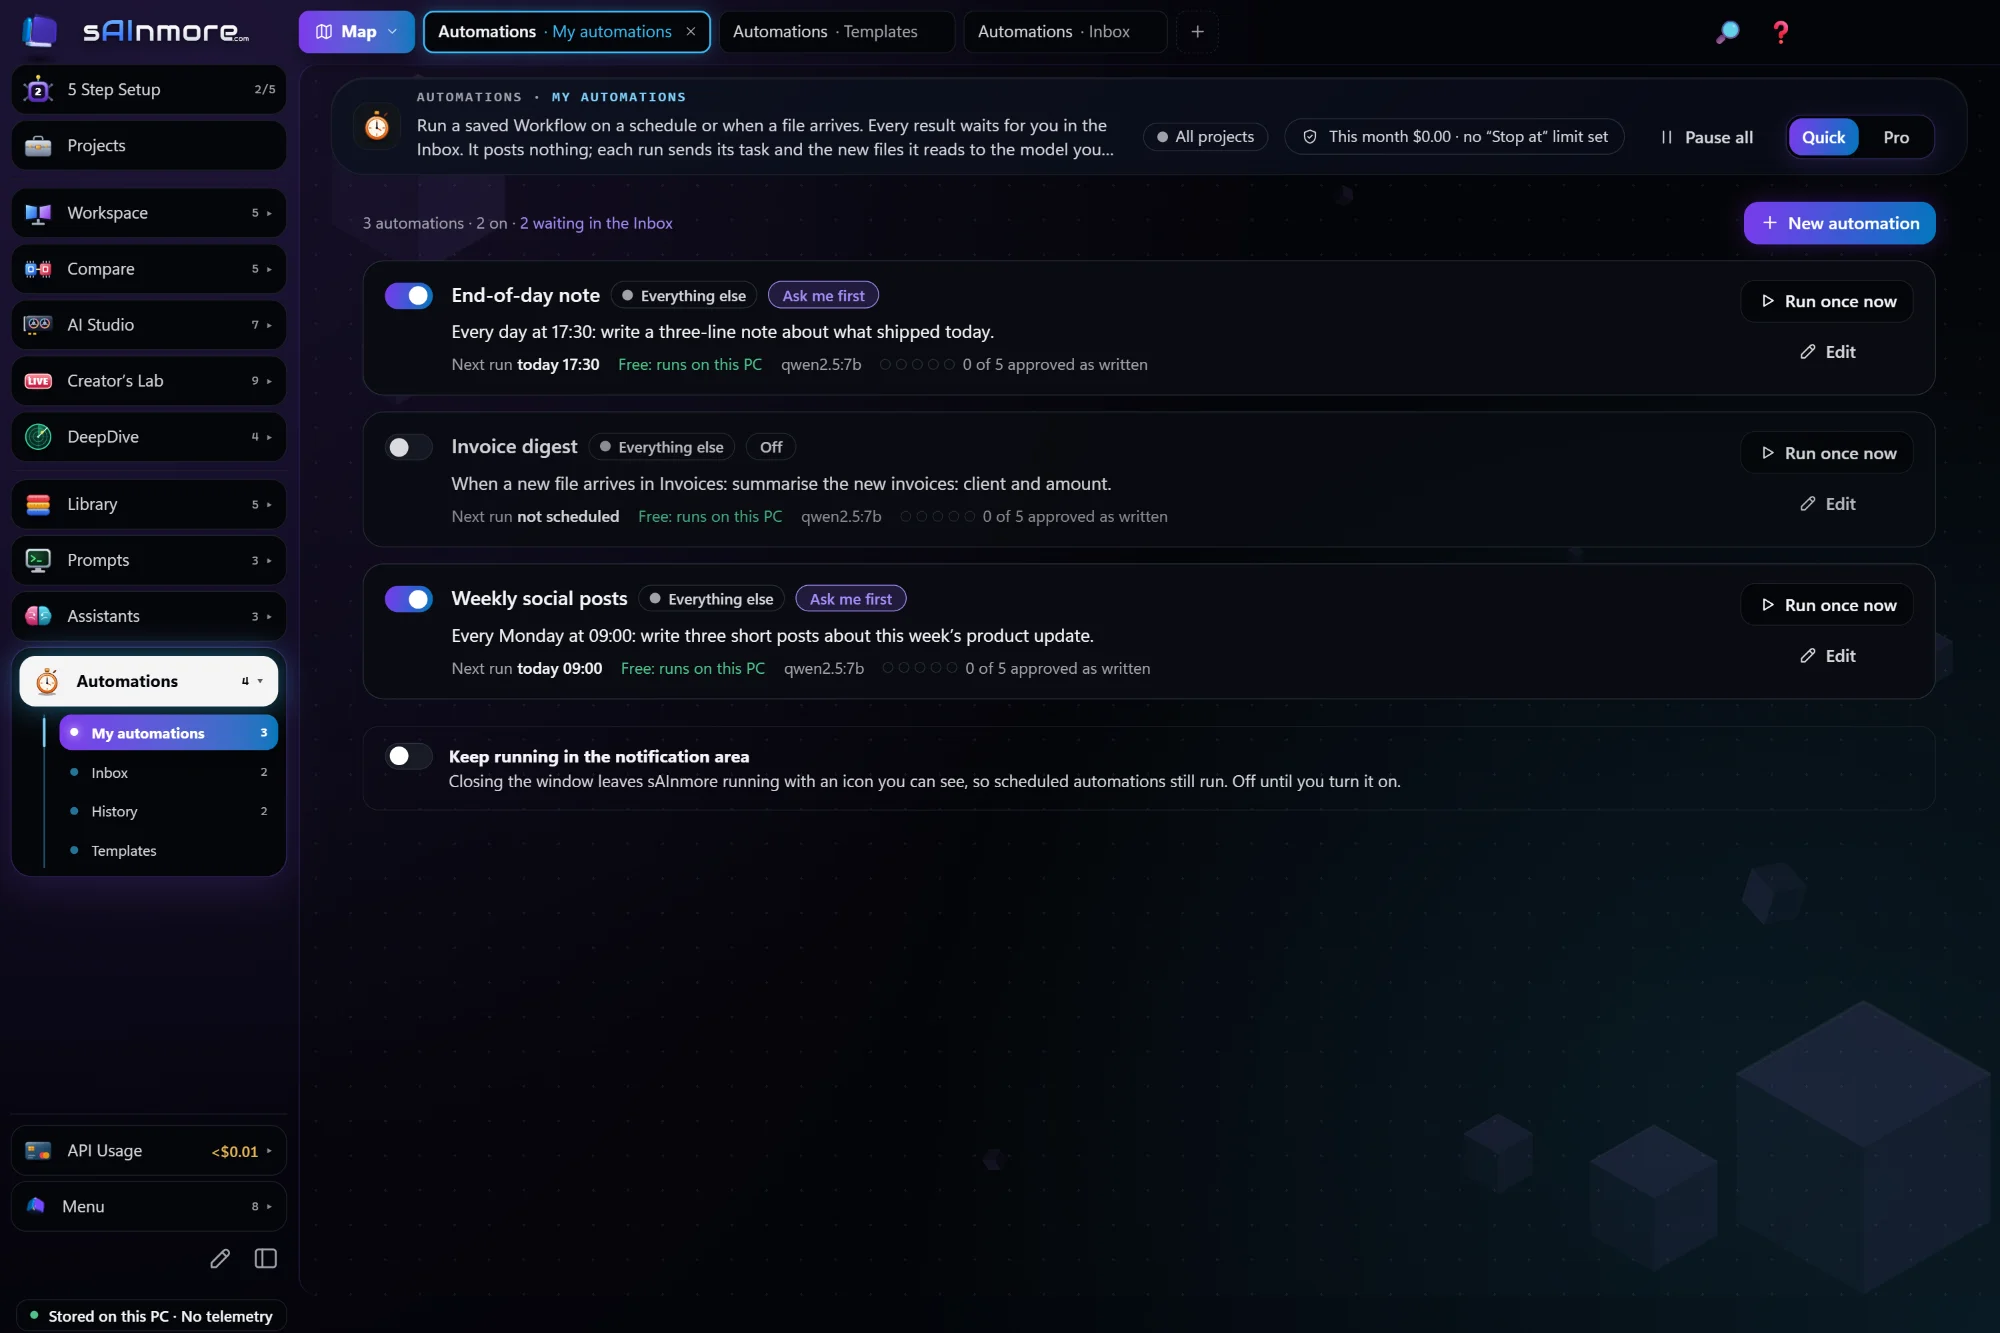 sAInmore.com
Map
Automations · My automations
Automations · Templates
Automations · Inbox
5 Step Setup 2/5
Projects
Workspace 5
Compare 5
AI Studio 7
LIVE Creator's Lab 9
DeepDive 4
Library 5
Prompts 3
Assistants 3
Automations 4
My automations 3
Inbox 2
History 2
Templates
API Usage <$0.01
Menu 8
Stored on this PC · No telemetry
AUTOMATIONS · MY AUTOMATIONS
Run a saved Workflow on a schedule or when a file arrives. Every result waits for you in the
Inbox. It posts nothing; each run sends its task and the new files it reads to the model you...
All projects
This month $0.00 · no “Stop at” limit set
Pause all
Quick
Pro
3 automations · 2 on · 2 waiting in the Inbox
+ New automation
End-of-day note Everything else Ask me first
Every day at 17:30: write a three-line note about what shipped today.
Next run today 17:30 Free: runs on this PC qwen2.5:7b 0 of 5 approved as written
Run once now
Edit
Invoice digest Everything else Off
When a new file arrives in Invoices: summarise the new invoices: client and amount.
Next run not scheduled Free: runs on this PC qwen2.5:7b 0 of 5 approved as written
Run once now
Edit
Weekly social posts Everything else Ask me first
Every Monday at 09:00: write three short posts about this week’s product update.
Next run today 09:00 Free: runs on this PC qwen2.5:7b 0 of 5 approved as written
Run once now
Edit
Keep running in the notification area
Closing the window leaves sAInmore running with an icon you can see, so scheduled automations still run. Off until you turn it on.